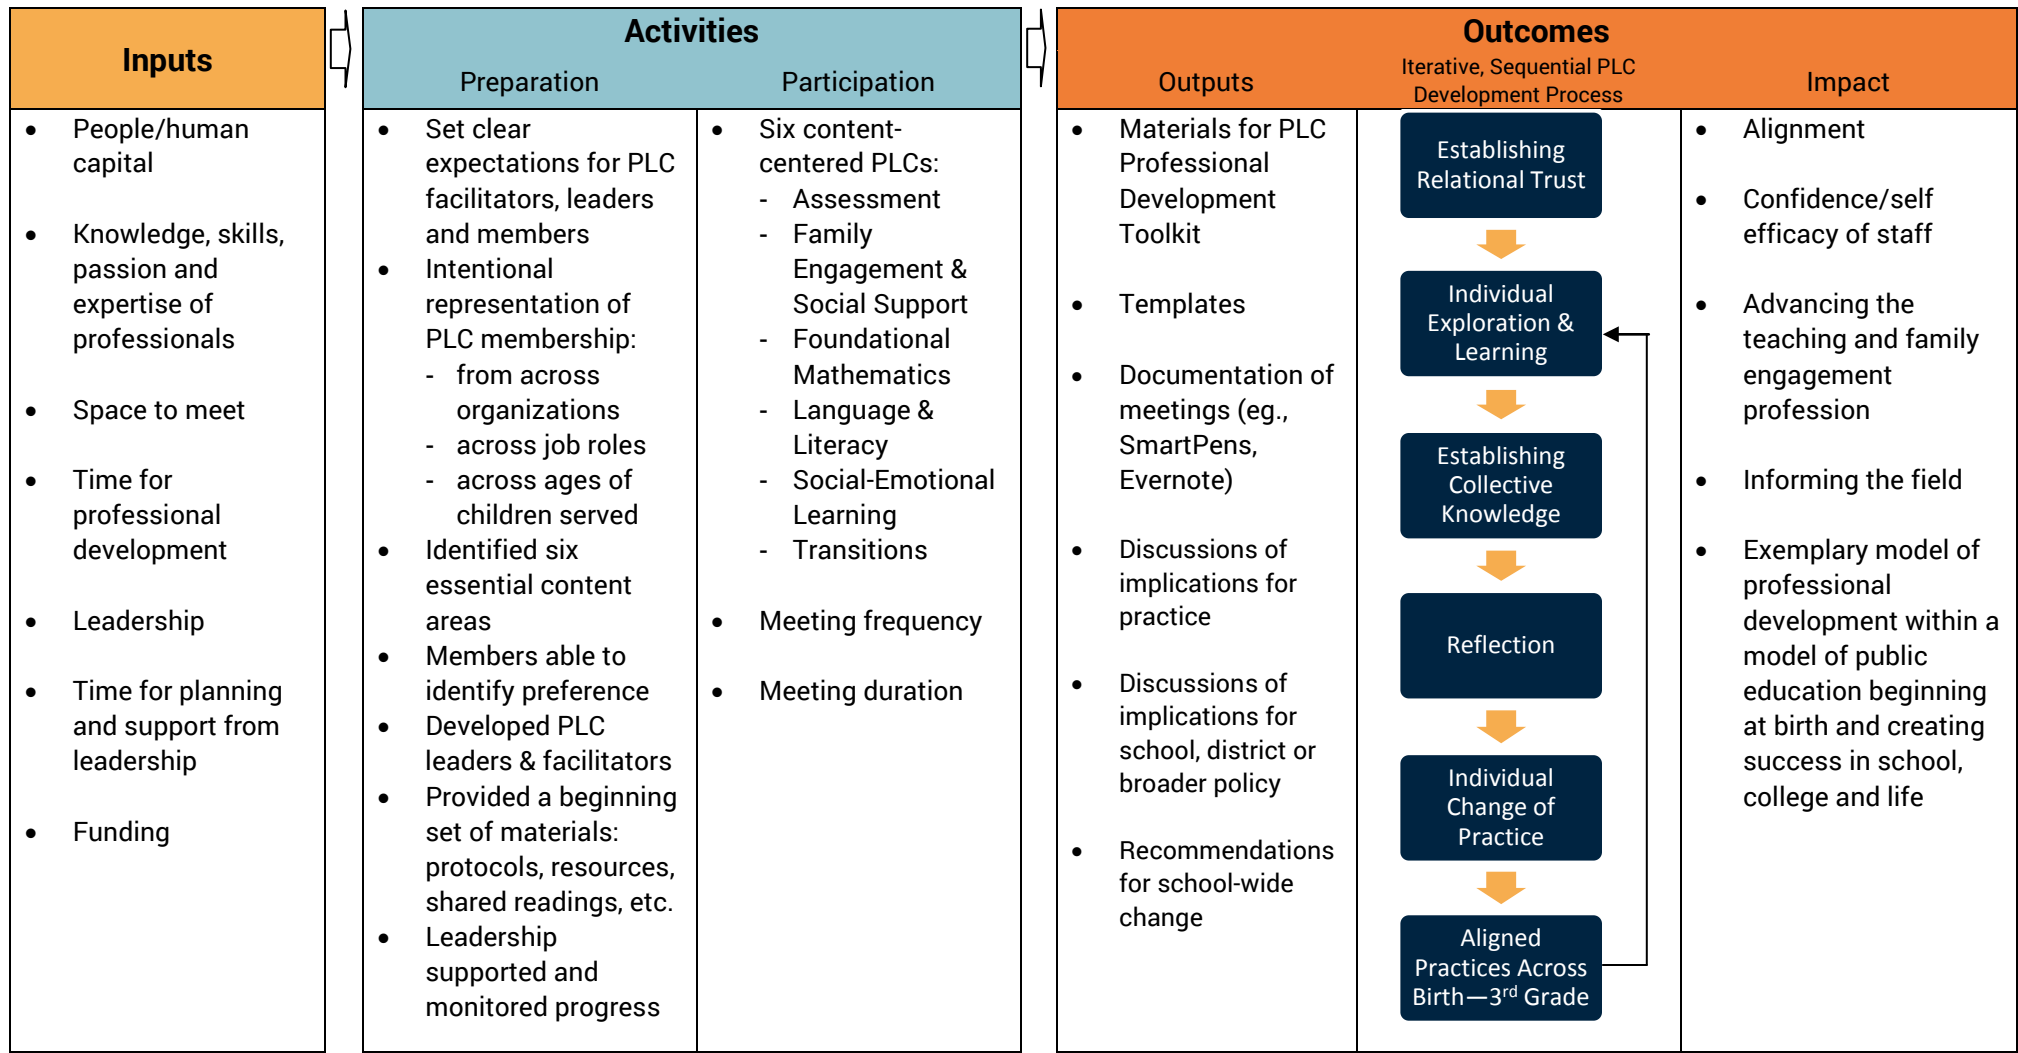 Inputs
People/human
capital
Knowledge, skills,
passion and
expertise of
professionals
Space to meet
Time for
professional
development
Leadership
Time for planning
and support from
leadership
Funding
Activities
Preparation
Set clear
expectations for PLC
facilitators, leaders
and members
Intentional
representation of
PLC membership:
- from across
organizations
- across job roles
- across ages of
children served
Identified six
essential content
areas
Members able to
identify preference
Developed PLC
leaders & facilitators
Provided a beginning
set of materials:
protocols, resources,
shared readings, etc.
Leadership
supported and
monitored progress
Participation
Six content-
centered PLCs:
- Assessment
- Family
Engagement &
Social Support
- Foundational
Mathematics
- Language &
Literacy
- Social-Emotional
Learning
- Transitions
Meeting frequency
Meeting duration
Outcomes
Outputs
Materials for PLC
Professional
Development
Toolkit
Templates
Documentation of
meetings (eg.,
SmartPens,
Evernote)
Discussions of
implications for
practice
Discussions of
implications for
school, district or
broader policy
Recommendations
for school-wide
change
Iterative, Sequential PLC
Development Process
Establishing
Relational Trust
Individual
Exploration &
Learning
Establishing
Collective
Knowledge
Reflection
Individual
Change of
Practice
Aligned
Practices Across
Birth—3rd Grade
Impact
Alignment
Confidence/self
efficacy of staff
Advancing the
teaching and family
engagement
profession
Informing the field
Exemplary model of
professional
development within a
model of public
education beginning
at birth and creating
success in school,
college and life